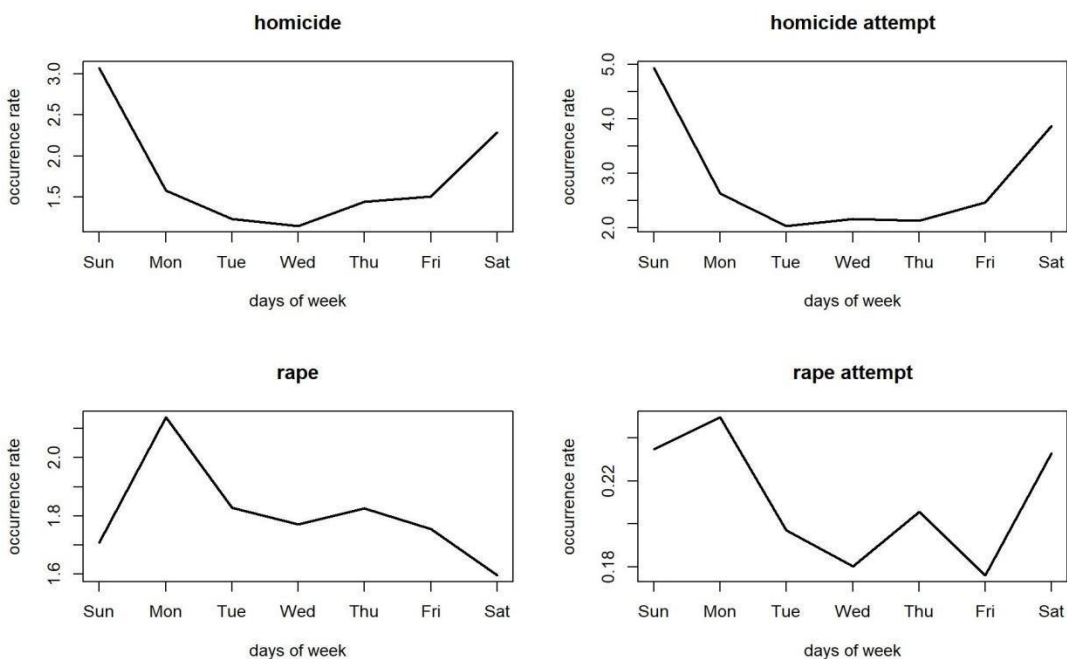 homicide
occurrence rate
3.0
2.5
2.0
1.5
Sun Mon Tue Wed Thu Fri Sat
days of week
homicide attempt
occurrence rate
5.0
4.0
3.0
2.0
Sun Mon Tue Wed Thu Fri Sat
days of week
rape
occurrence rate
2.0
1.8
1.6
Sun Mon Tue Wed Thu Fri Sat
days of week
rape attempt
occurrence rate
0.22
0.18
Sun Mon Tue Wed Thu Fri Sat
days of week